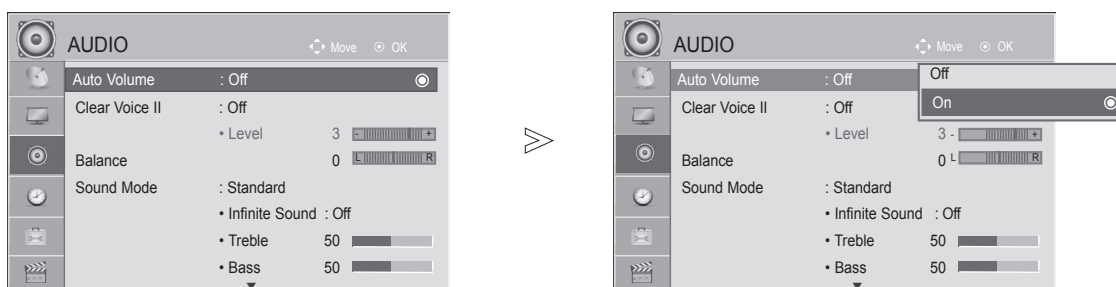 AUDIO Move OK
Auto Volume : Off
Clear Voice II : Off
• Level 3 - +
Balance 0 L R
Sound Mode : Standard
• Infinite Sound : Off
• Treble 50
• Bass 50
▼
AUDIO Move OK
Auto Volume : Off
Off
On
Clear Voice II : Off
• Level 3 - +
Balance 0 L R
Sound Mode : Standard
• Infinite Sound : Off
• Treble 50
• Bass 50
▼